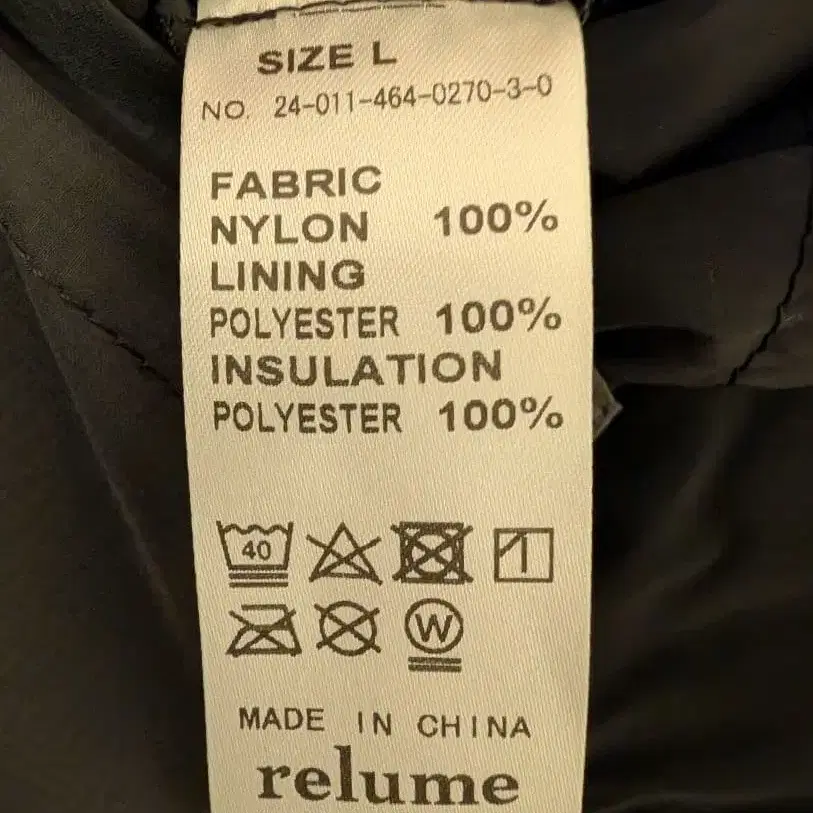 SIZE L
NO. 24-011-464-0270-3-0
FABRIC
NYLON 100%
LINING
POLYESTER 100%
INSULATION
POLYESTER 100%
40
W
MADE IN CHINA
relume